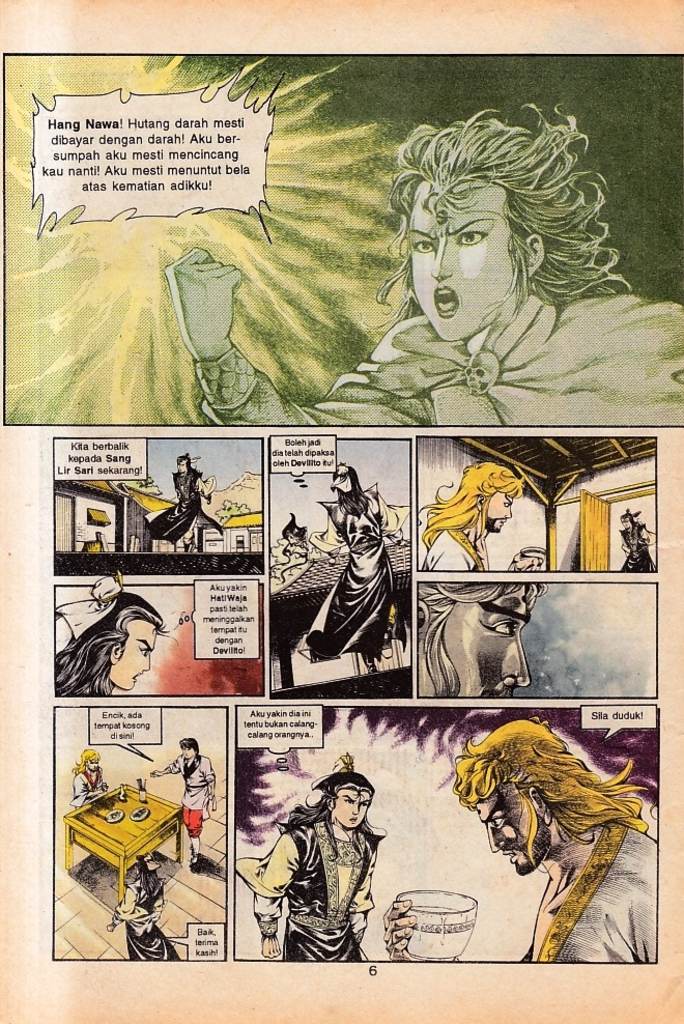 Hang Nawa! Hutang darah mesti
dibayar dengan darah! Aku ber-
sumpah aku mesti mencincang
kau nanti! Aku mesti menuntut bela
atas kematian adikku!
Kita berbalik
kepada Sang
Lir Sari sekarang!
Boleh jadi
dia telah dipaksa
oleh Devilito itu!
Aku yakin
HatiWaja
pasti telah
meninggalkan
tempat itu
dengan
Devilito!
Encik, ada
tempat kosong
di sini!
Baik,
terima
kasih!
Aku yakin dia ini
tentu bukan calang-
calang orangnya..
Sila duduk!
6